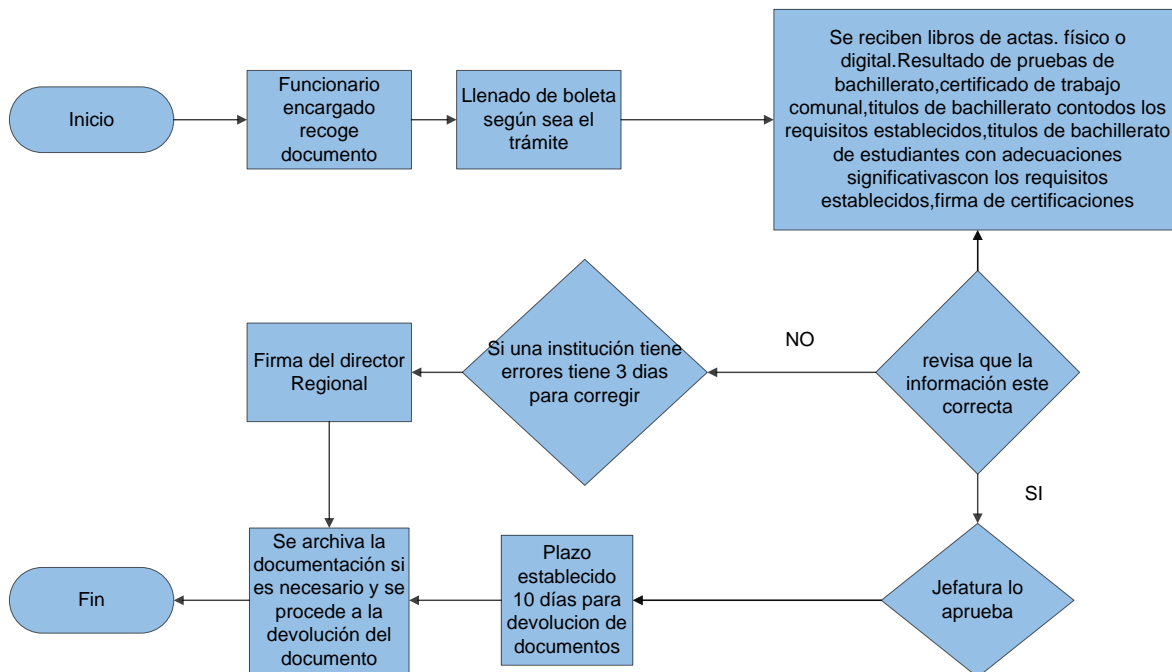 Inicio
Funcionario
encargado
recoge
documento
Llenado de boleta
según sea el
trámite
Se reciben libros de actas. físico o
digital.Resultado de pruebas de
bachillerato,certificado de trabajo
comunal,titulos de bachillerato contodos los
requisitos establecidos,titulos de bachillerato
de estudiantes con adecuaciones
significativascon los requisitos
establecidos,firma de certificaciones
revisa que la
información este
correcta
NO
Si una institución tiene
errores tiene 3 dias
para corregir
Firma del director
Regional
SI
Jefatura lo
aprueba
Plazo
establecido
10 días para
devolucion de
documentos
Se archiva la
documentación si
es necesario y se
procede a la
devolución del
documento
Fin